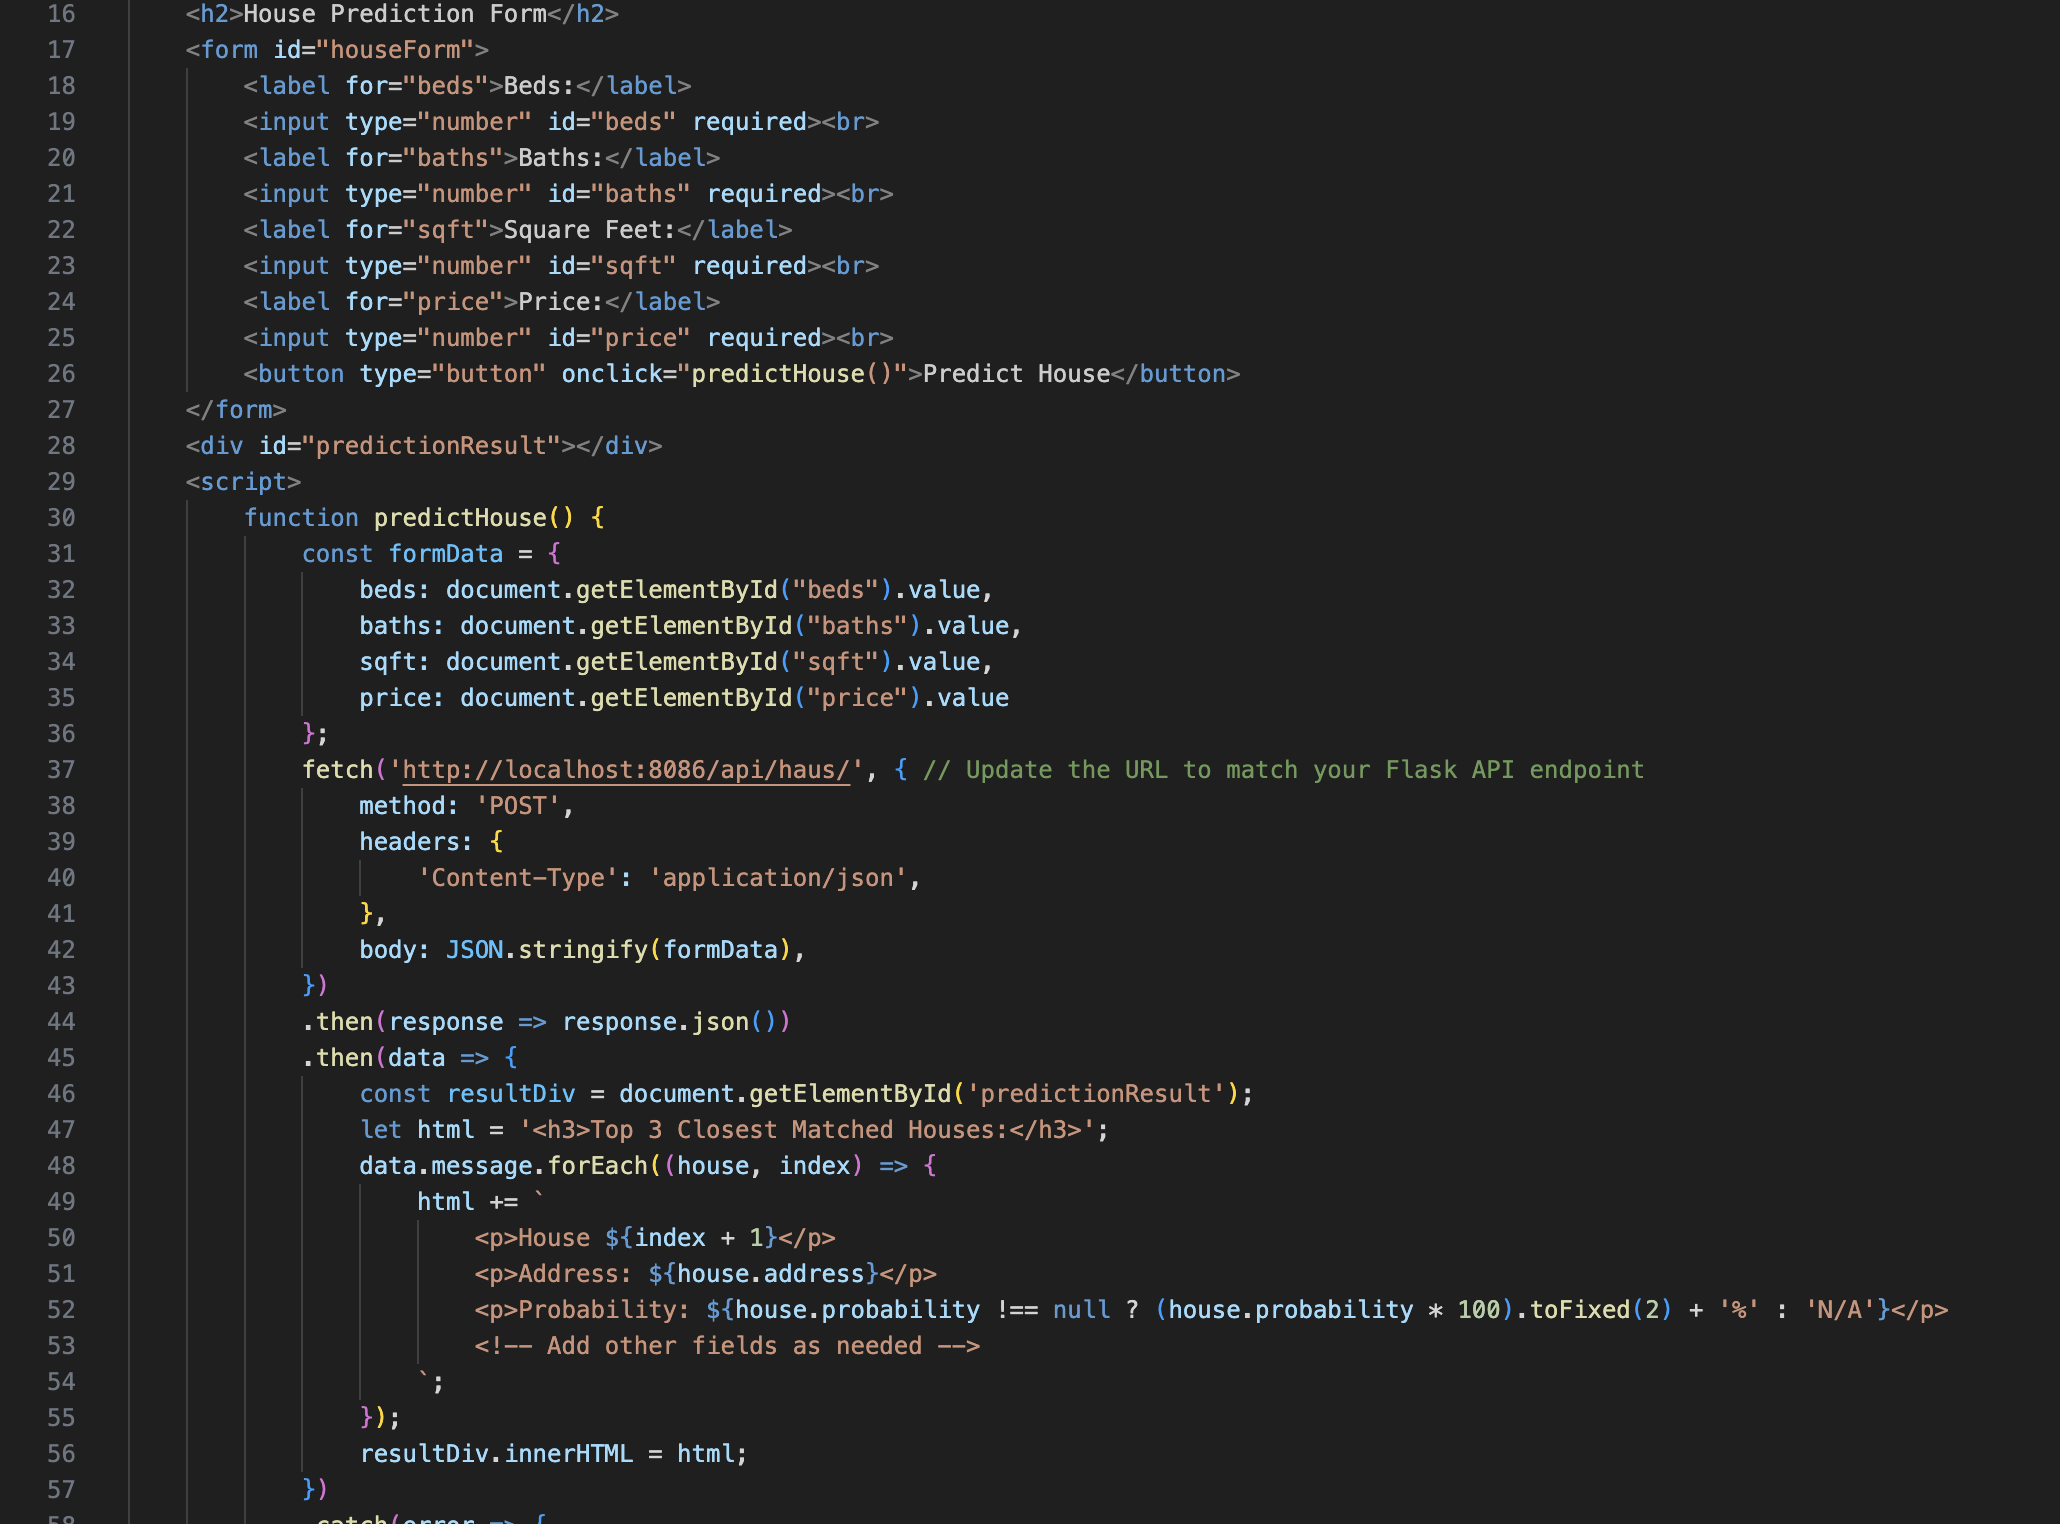 16 <h2>House Prediction Form</h2>
17 <form id="houseForm">
18 <label for="beds">Beds:</label>
19 <input type="number" id="beds" required><br>
20 <label for="baths">Baths:</label>
21 <input type="number" id="baths" required><br>
22 <label for="sqft">Square Feet:</label>
23 <input type="number" id="sqft" required><br>
24 <label for="price">Price:</label>
25 <input type="number" id="price" required><br>
26 <button type="button" onclick="predictHouse()">Predict House</button>
27 </form>
28 <div id="predictionResult"></div>
29 <script>
30 function predictHouse() {
31 const formData = {
32 beds: document.getElementById("beds").value,
33 baths: document.getElementById("baths").value,
34 sqft: document.getElementById("sqft").value,
35 price: document.getElementById("price").value
36 };
37 fetch('http://localhost:8086/api/haus/', { // Update the URL to match your Flask API endpoint
38 method: 'POST',
39 headers: {
40 'Content-Type': 'application/json',
41 },
42 body: JSON.stringify(formData),
43 })
44 .then(response => response.json())
45 .then(data => {
46 const resultDiv = document.getElementById('predictionResult');
47 let html = '<h3>Top 3 Closest Matched Houses:</h3>';
48 data.message.forEach((house, index) => {
49 html += `
50 <p>House ${index + 1}</p>
51 <p>Address: ${house.address}</p>
52 <p>Probability: ${house.probability !== null ? (house.probability * 100).toFixed(2) + '%' : 'N/A'}</p>
53 <!-- Add other fields as needed -->
54 `;
55 });
56 resultDiv.innerHTML = html;
57 })
58 .catch(error => {